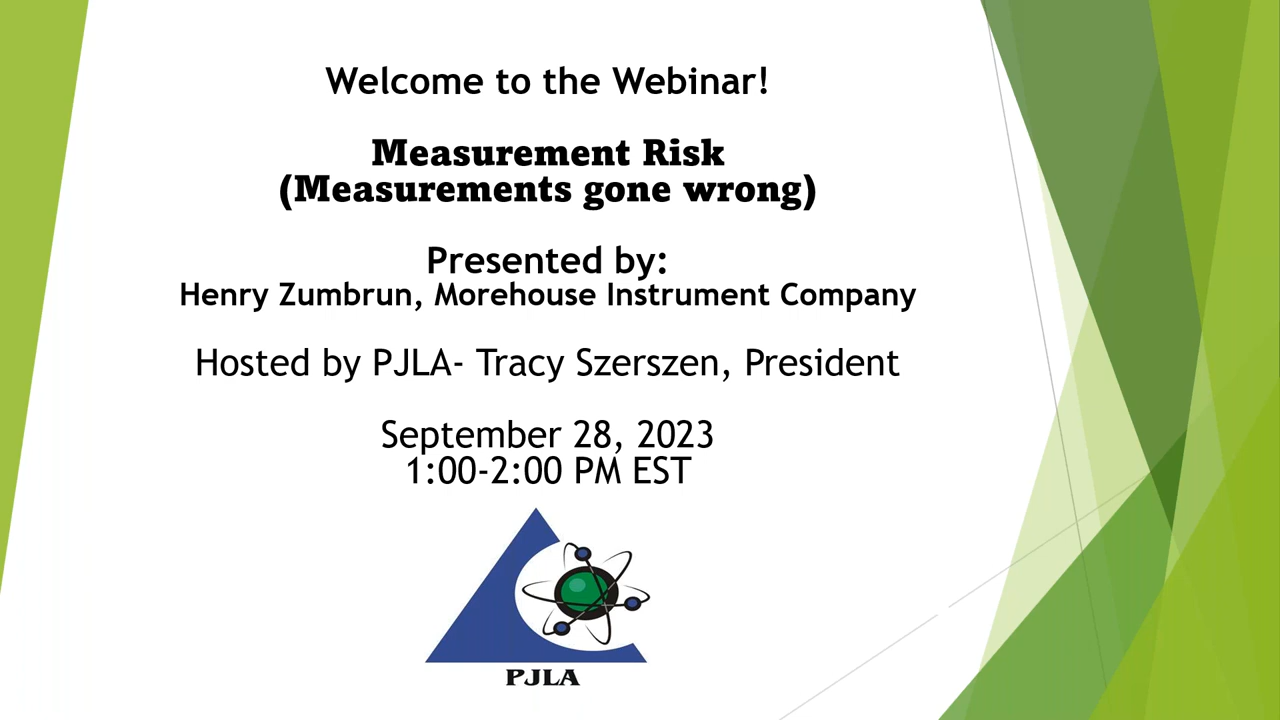 Welcome to the Webinar!
Measurement Risk
(Measurements gone wrong)
Presented by:
Henry Zumbrun, Morehouse Instrument Company
Hosted by PJLA- Tracy Szerszen, President
September 28, 2023
1:00-2:00 PM EST
PJLA